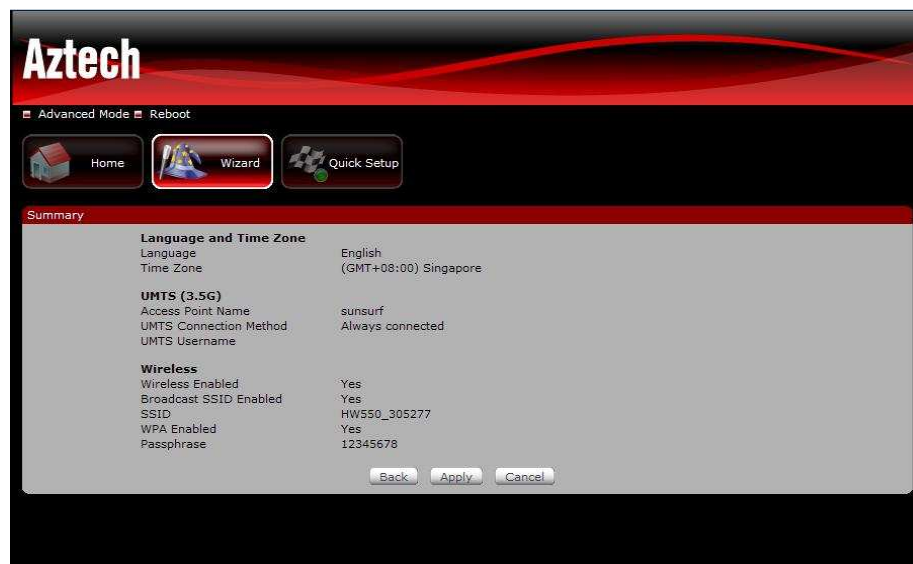 Aztech
Advanced Mode Reboot
Home Wizard Quick Setup
Summary
Language and Time Zone
Language English
Time Zone (GMT+08:00) Singapore
UMTS (3.5G)
Access Point Name sunsurf
UMTS Connection Method Always connected
UMTS Username
Wireless
Wireless Enabled Yes
Broadcast SSID Enabled Yes
SSID HW550_305277
WPA Enabled Yes
Passphrase 12345678
Back Apply Cancel